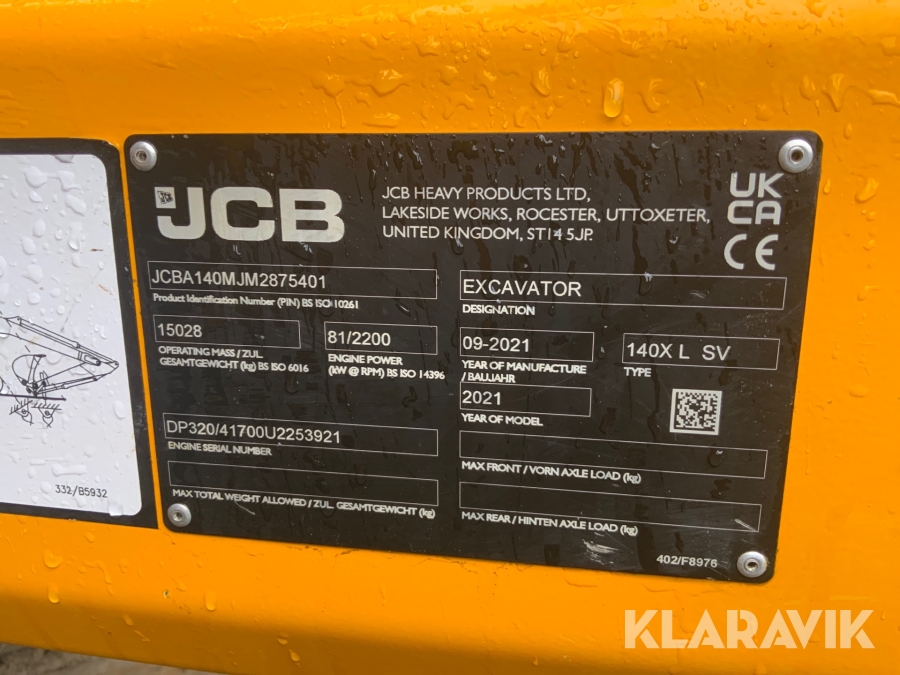 JCB
JCB HEAVY PRODUCTS LTD,
LAKESIDE WORKS, ROCESTER, UTTOXETER,
UNITED KINGDOM, ST14 5JP.
UK
CA
CE
JCBA140MJM2875401
Product Identification Number (PIN) BS ISO 10261
EXCAVATOR
DESIGNATION
15028
OPERATING MASS / ZUL.
GESAMTGEWICHT (kg) BS ISO 6016
81/2200
ENGINE POWER
(kW @ RPM) BS ISO 14396
09-2021
YEAR OF MANUFACTURE
/ BAUJAHR
140X L SV
TYPE
2021
YEAR OF MODEL
DP320/41700U2253921
ENGINE SERIAL NUMBER
MAX TOTAL WEIGHT ALLOWED / ZUL. GESAMTGEWICHT (kg)
MAX FRONT / VORN AXLE LOAD (kg)
MAX REAR / HINTEN AXLE LOAD (kg)
402/F8976
332/B5932
KLARAVIK